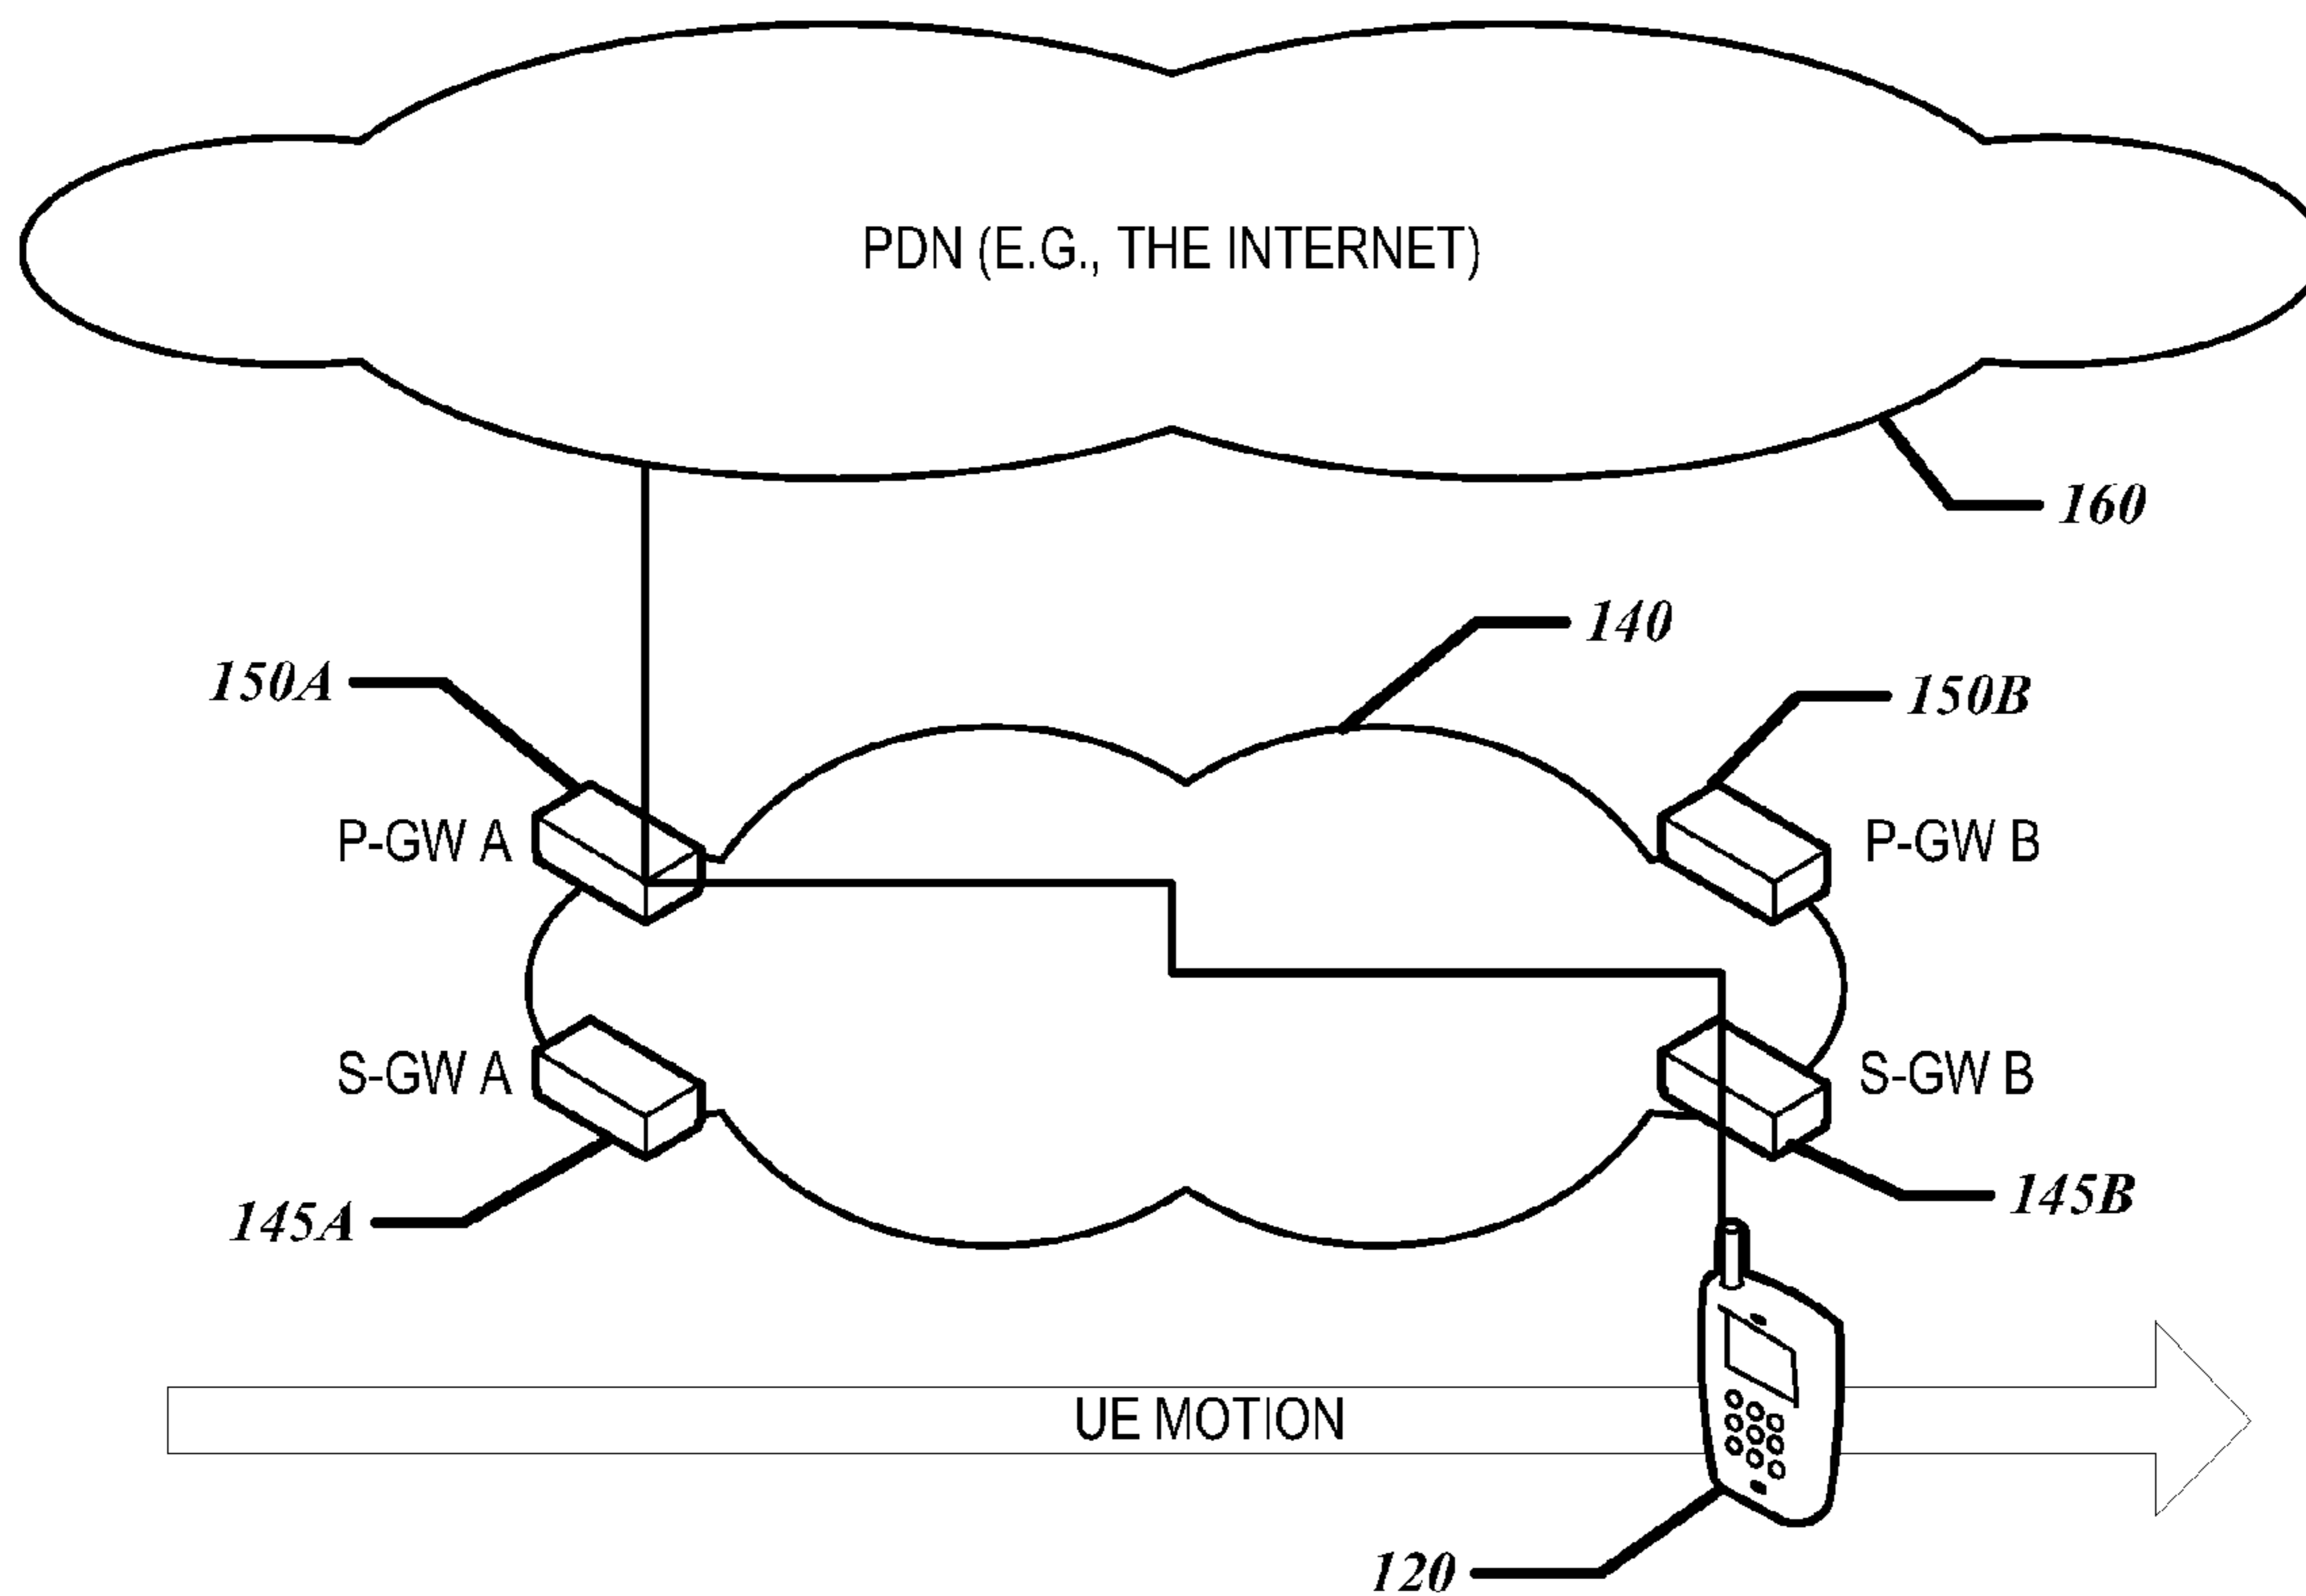 PDN (E.G., THE INTERNET)
160
140
150A
150B
P-GW A
P-GW B
S-GW A
S-GW B
145A
145B
UE MOTION
120